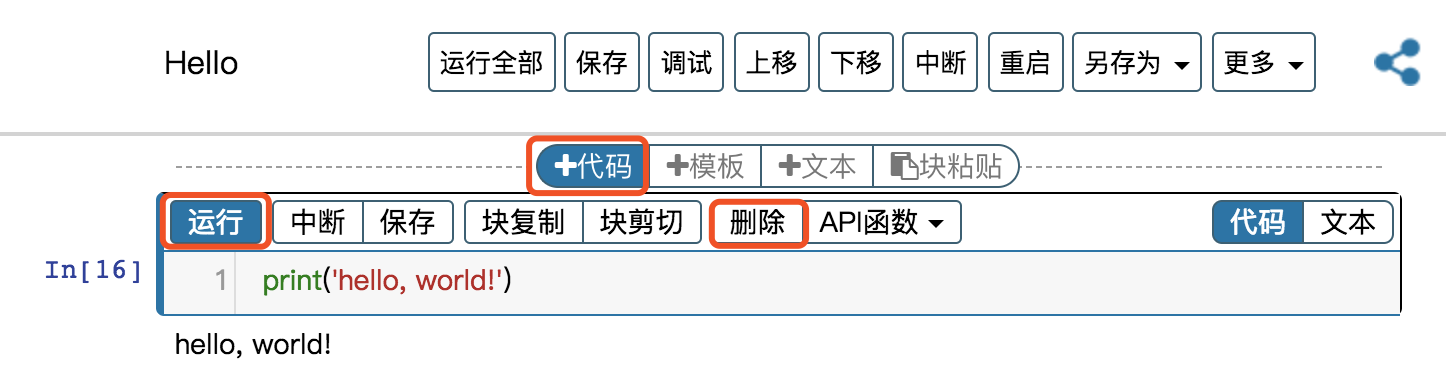 Hello 运行全部 保存 调试 上移 下移 中断 重启 另存为 更多
+代码 +模板 +文本 块粘贴
运行 中断 保存 块复制 块剪切 删除 API函数 代码 文本
In[16] 1 print('hello, world!')
hello, world!